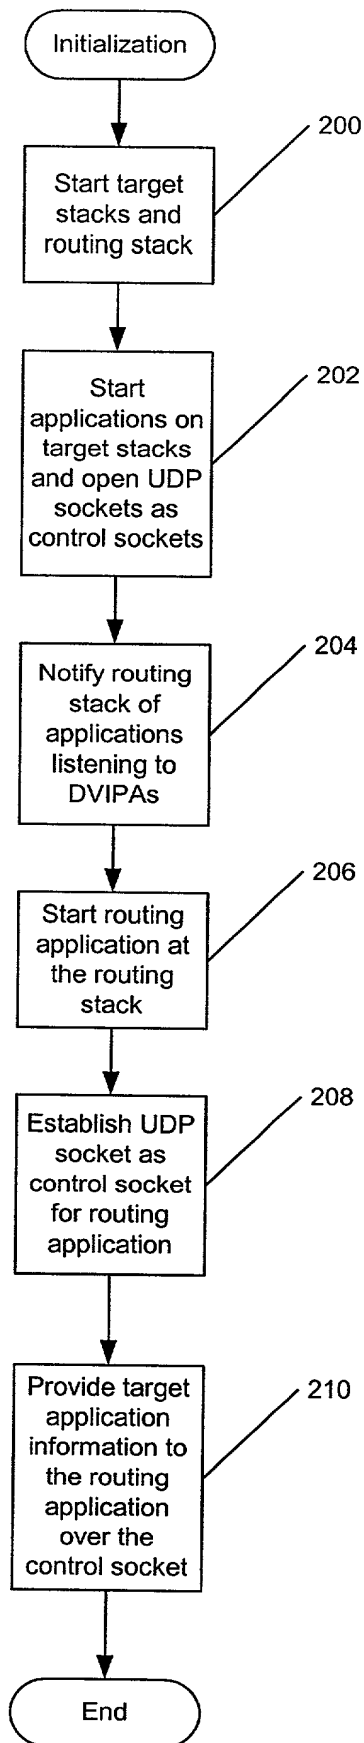 Initialization
200
Start target
stacks and
routing stack
202
Start
applications on
target stacks
and open UDP
sockets as
control sockets
204
Notify routing
stack of
applications
listening to
DVIPAs
206
Start routing
application at
the routing
stack
208
Establish UDP
socket as
control socket
for routing
application
210
Provide target
application
information to
the routing
application
over the
control socket
End